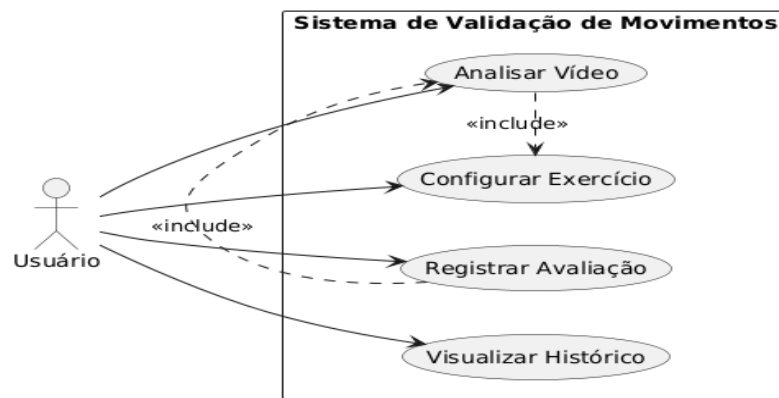 Sistema de Validação de Movimentos
Analisar Vídeo
«include»
Configurar Exercício
«include»
Usuário
Registrar Avaliação
Visualizar Histórico